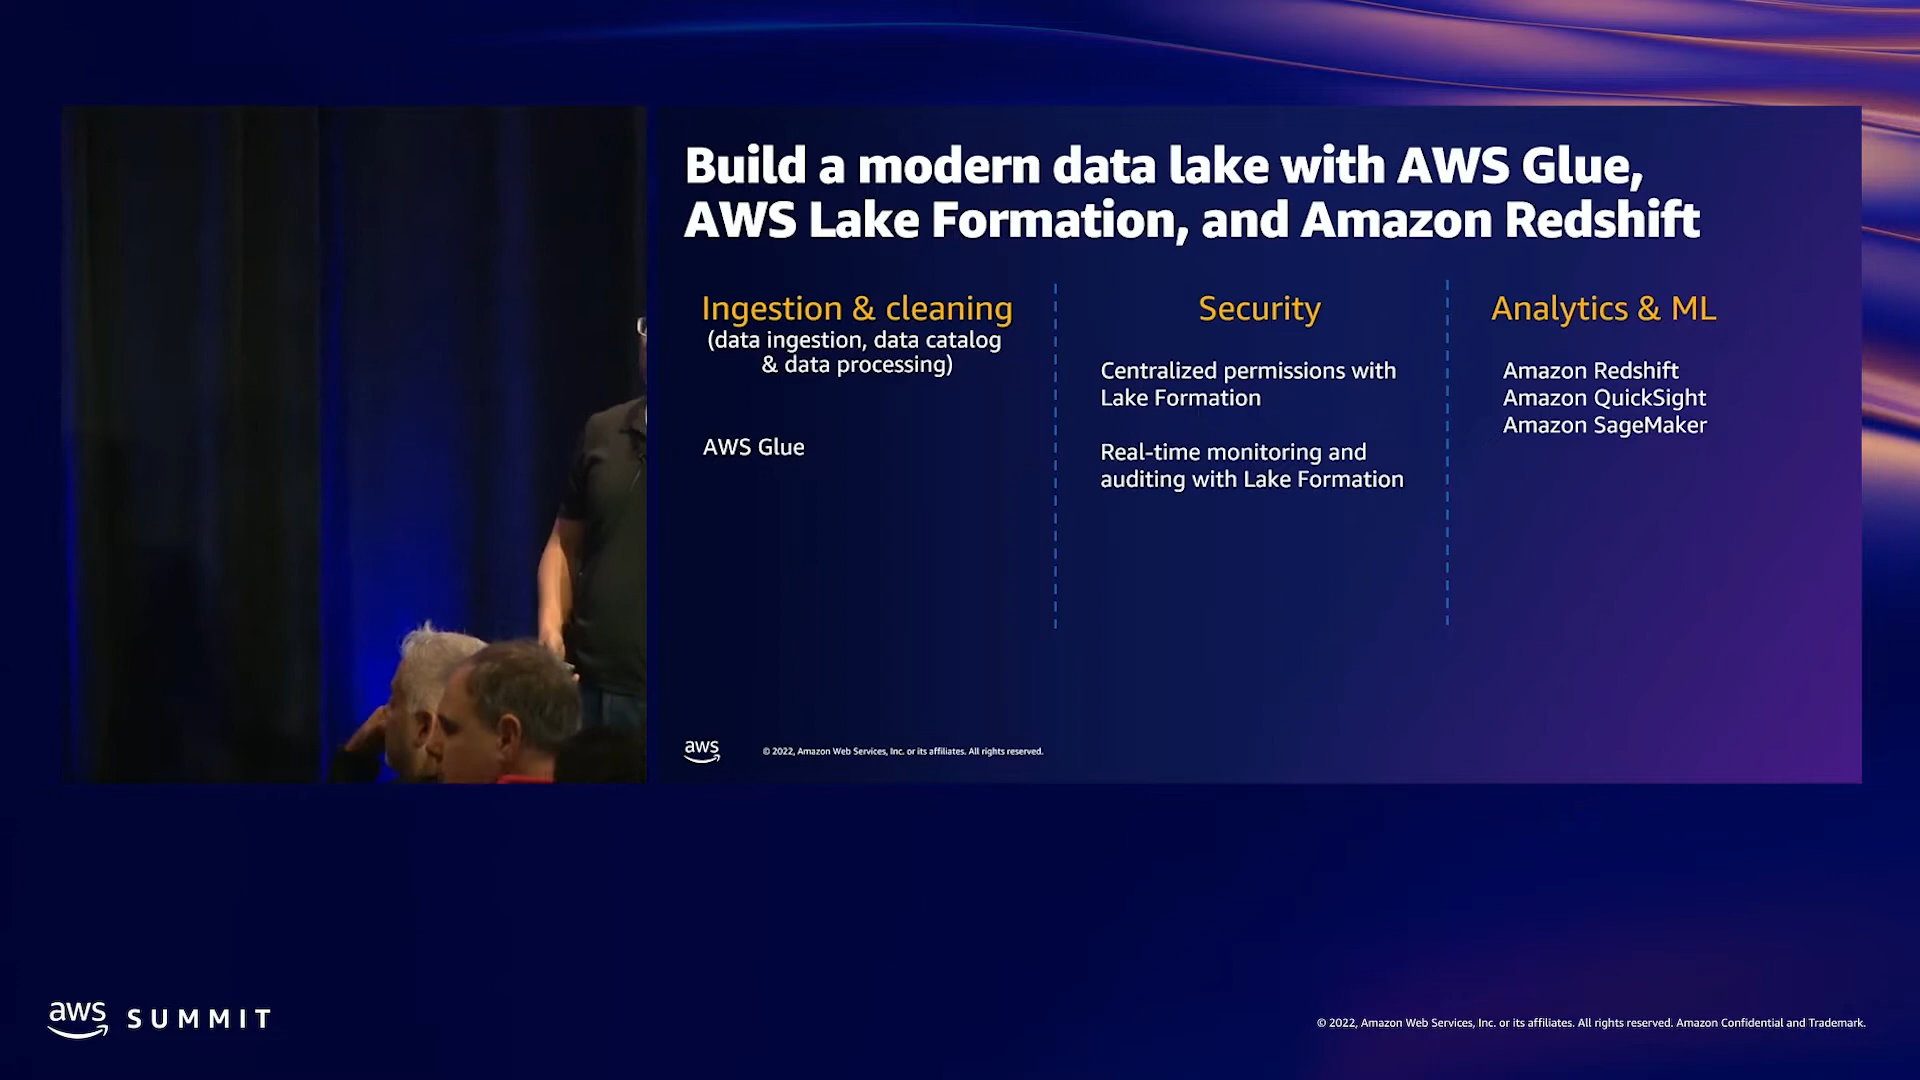 Build a modern data lake with AWS Glue,
AWS Lake Formation, and Amazon Redshift
Ingestion & cleaning
(data ingestion, data catalog
& data processing)
AWS Glue
Security
Centralized permissions with
Lake Formation
Real-time monitoring and
auditing with Lake Formation
Analytics & ML
Amazon Redshift
Amazon QuickSight
Amazon SageMaker
aws
© 2022, Amazon Web Services, Inc. or its affiliates. All rights reserved.
aws SUMMIT
© 2022, Amazon Web Services, Inc. or its affiliates. All rights reserved. Amazon Confidential and Trademark.